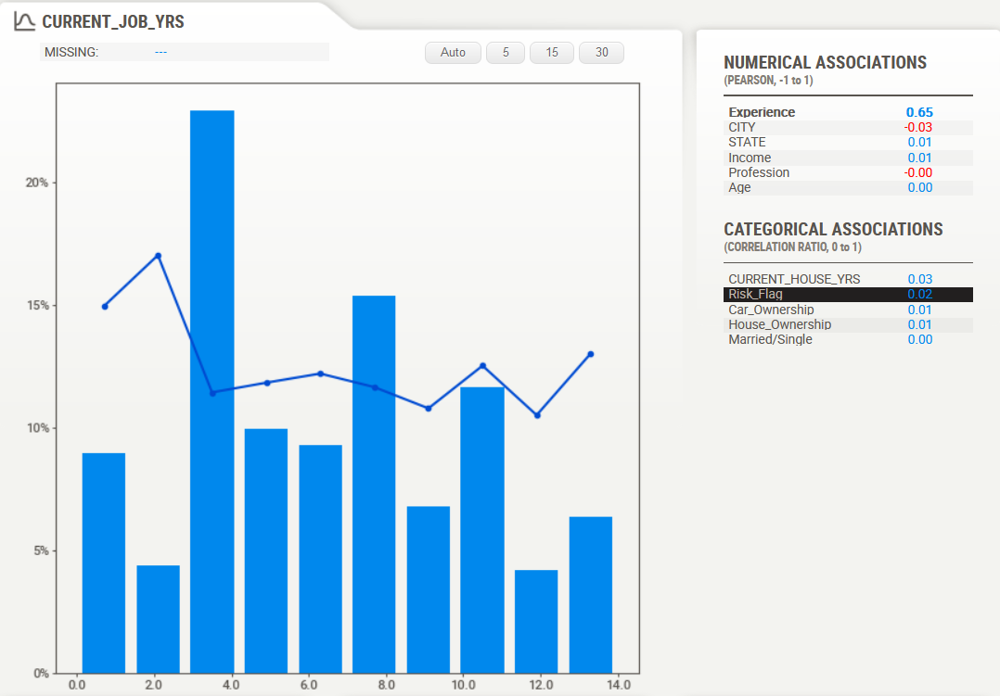 CURRENT_JOB_YRS
MISSING: ---
Auto 5 15 30
20%
15%
10%
5%
0%
0.0 2.0 4.0 6.0 8.0 10.0 12.0 14.0
NUMERICAL ASSOCIATIONS
(PEARSON, -1 to 1)
Experience 0.65
CITY -0.03
STATE 0.01
Income 0.01
Profession -0.00
Age 0.00
CATEGORICAL ASSOCIATIONS
(CORRELATION RATIO, 0 to 1)
CURRENT_HOUSE_YRS 0.03
Risk_Flag 0.02
Car_Ownership 0.01
House_Ownership 0.01
Married/Single 0.00